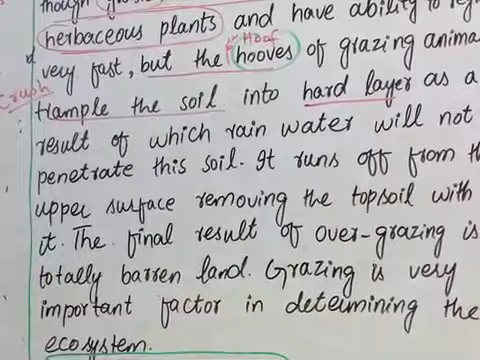 though
herbaceous plants and have ability to
Hoof
very fast, but the hooves of grazing
Crush
trample the soil into hard layer as a
result of which rain water will not
penetrate this soil. It runs off from
upper surface removing the topsoil with
it. The final result of over-grazing is
totally barren land. Grazing is very
important factor in determining the
ecosystem.